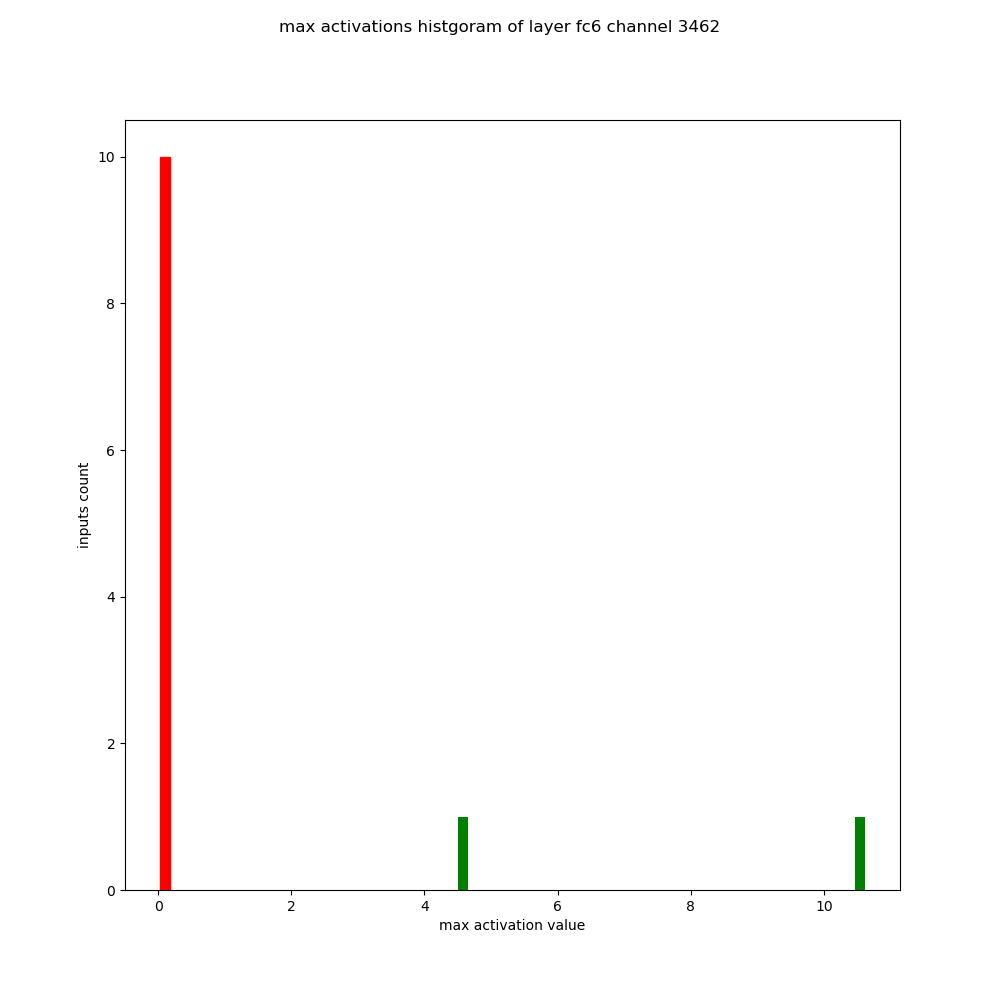 max activations histgoram of layer fc6 channel 3462
10
8
6
4
2
0
inputs count
0 2 4 6 8 10
max activation value